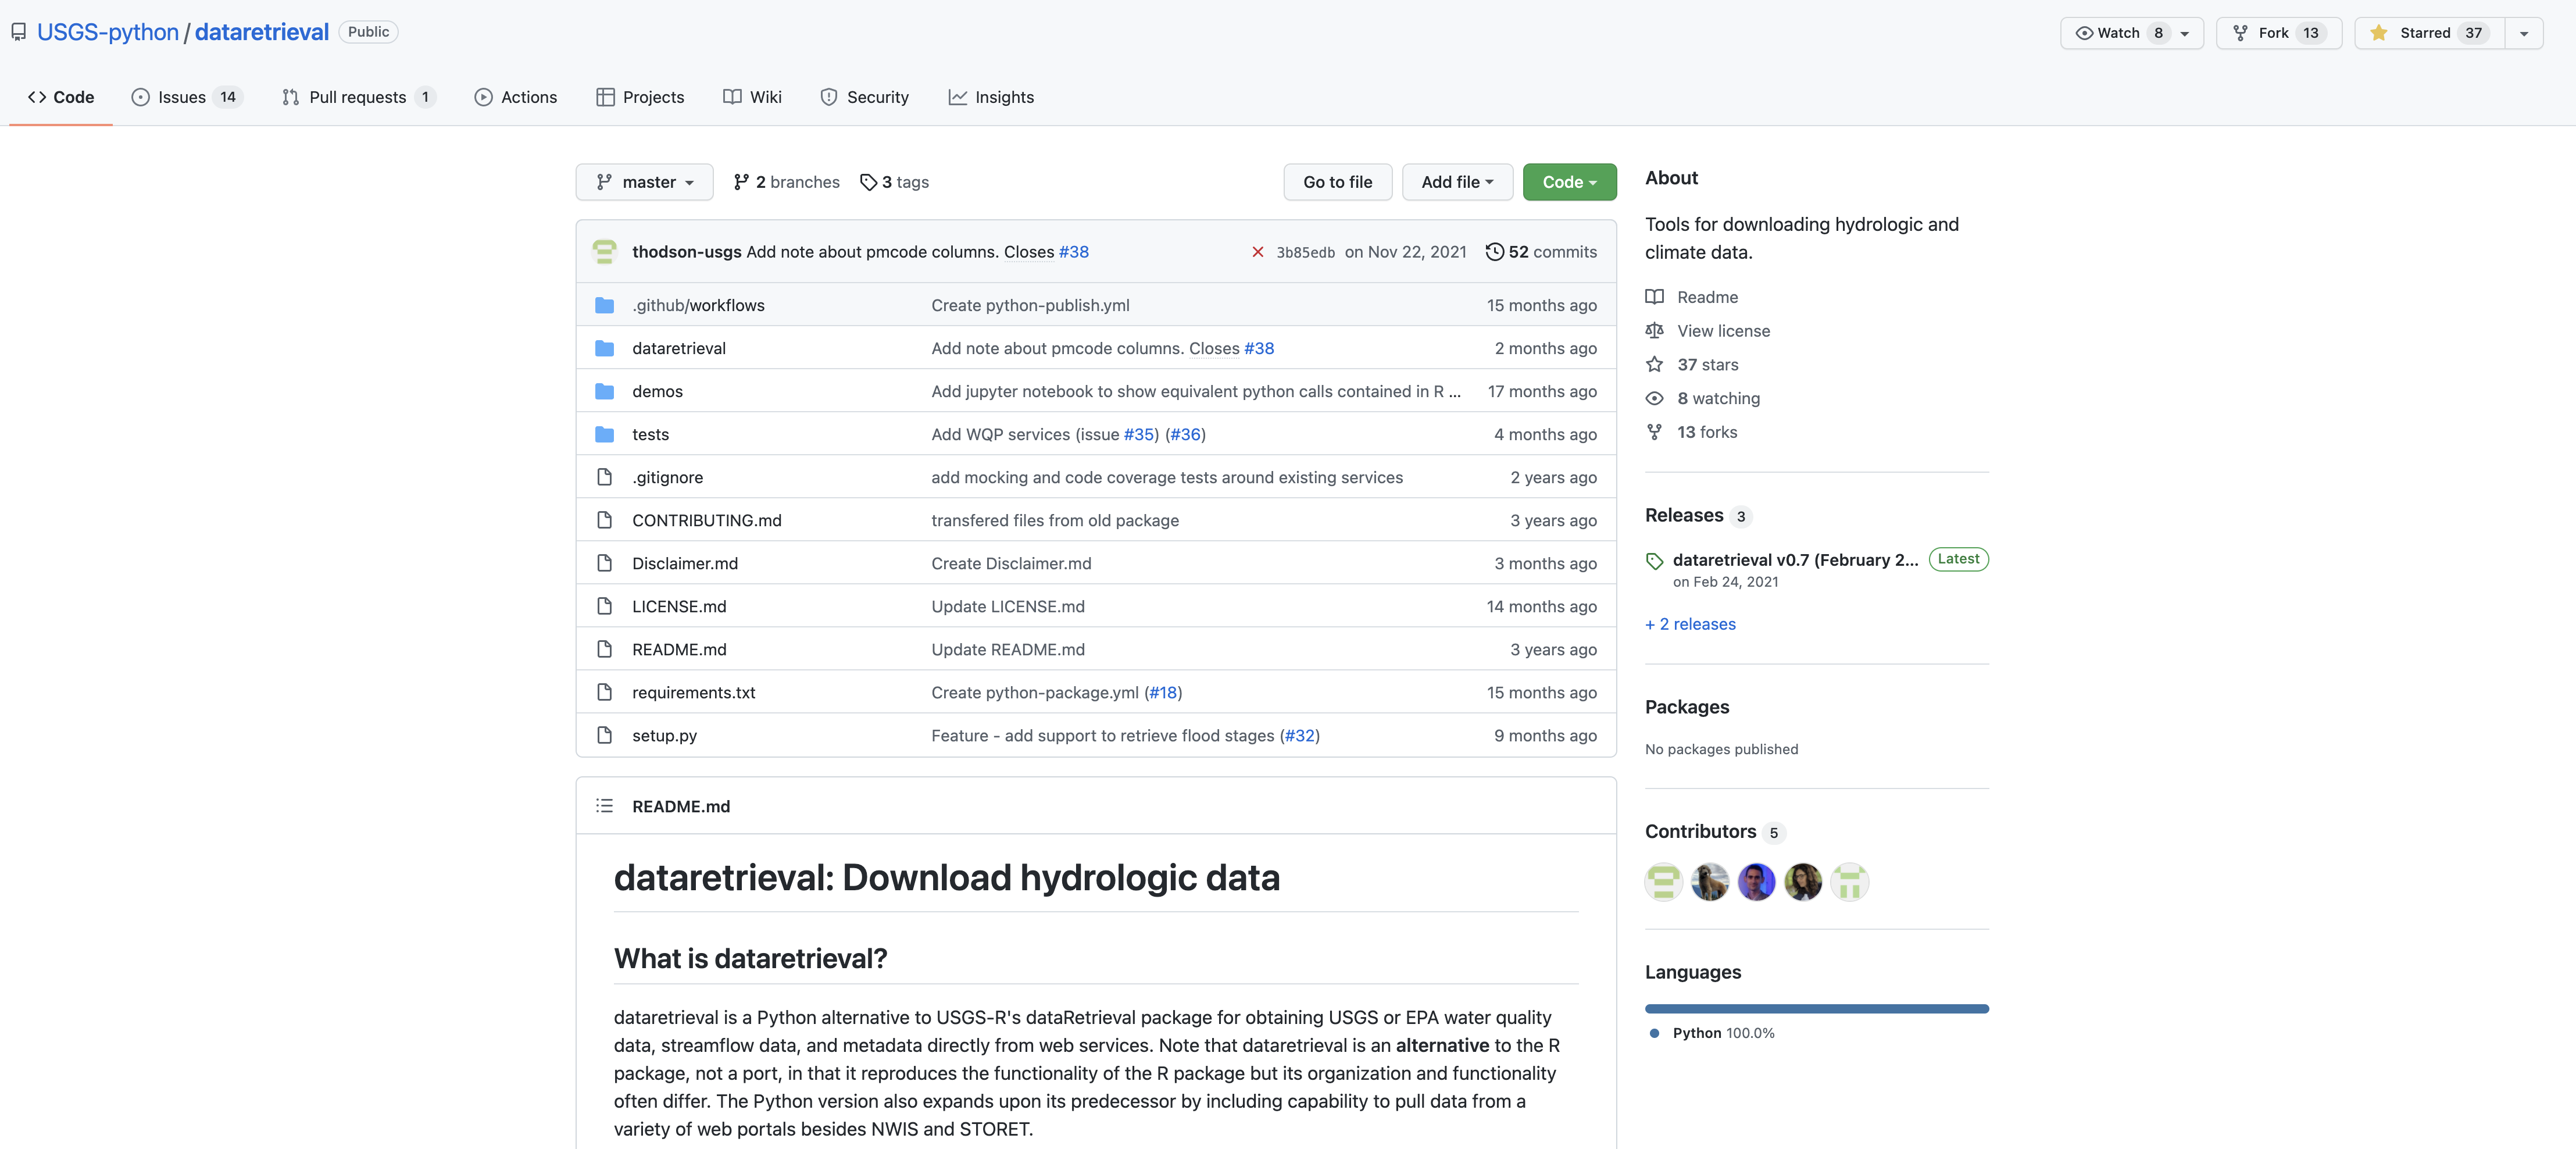 USGS-python / dataretrieval Public
Watch 8 Fork 13 Starred 37
Code Issues 14 Pull requests 1 Actions Projects Wiki Security Insights
master 2 branches 3 tags Go to file Add file Code
thodson-usgs Add note about pmcode columns. Closes #38 3b85edb on Nov 22, 2021 52 commits
.github/workflows Create python-publish.yml 15 months ago
dataretrieval Add note about pmcode columns. Closes #38 2 months ago
demos Add jupyter notebook to show equivalent python calls contained in R ... 17 months ago
tests Add WQP services (issue #35) (#36) 4 months ago
.gitignore add mocking and code coverage tests around existing services 2 years ago
CONTRIBUTING.md transfered files from old package 3 years ago
Disclaimer.md Create Disclaimer.md 3 months ago
LICENSE.md Update LICENSE.md 14 months ago
README.md Update README.md 3 years ago
requirements.txt Create python-package.yml (#18) 15 months ago
setup.py Feature - add support to retrieve flood stages (#32) 9 months ago
README.md
dataretrieval: Download hydrologic data
What is dataretrieval?
dataretrieval is a Python alternative to USGS-R's dataRetrieval package for obtaining USGS or EPA water quality
data, streamflow data, and metadata directly from web services. Note that dataretrieval is an alternative to the R
package, not a port, in that it reproduces the functionality of the R package but its organization and functionality
often differ. The Python version also expands upon its predecessor by including capability to pull data from a
variety of web portals besides NWIS and STORET.
About
Tools for downloading hydrologic and
climate data.
Readme
View license
37 stars
8 watching
13 forks
Releases 3
dataretrieval v0.7 (February 2... Latest
on Feb 24, 2021
+ 2 releases
Packages
No packages published
Contributors 5
Languages
Python 100.0%